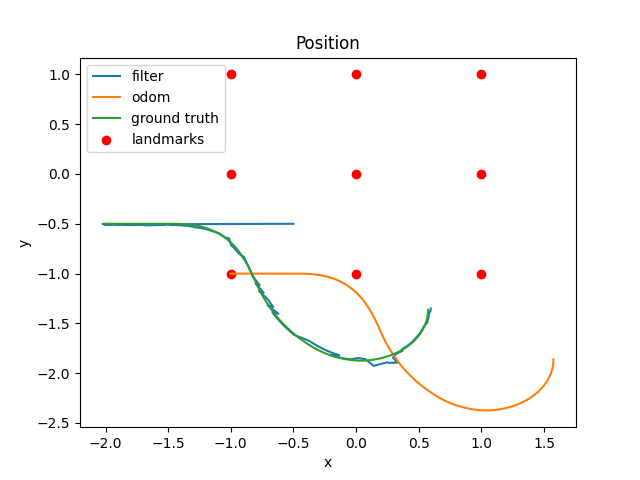 Position
filter
odom
ground truth
landmarks
1.0
0.5
0.0
−0.5
−1.0
−1.5
−2.0
−2.5
y
−2.0 −1.5 −1.0 −0.5 0.0 0.5 1.0 1.5
x